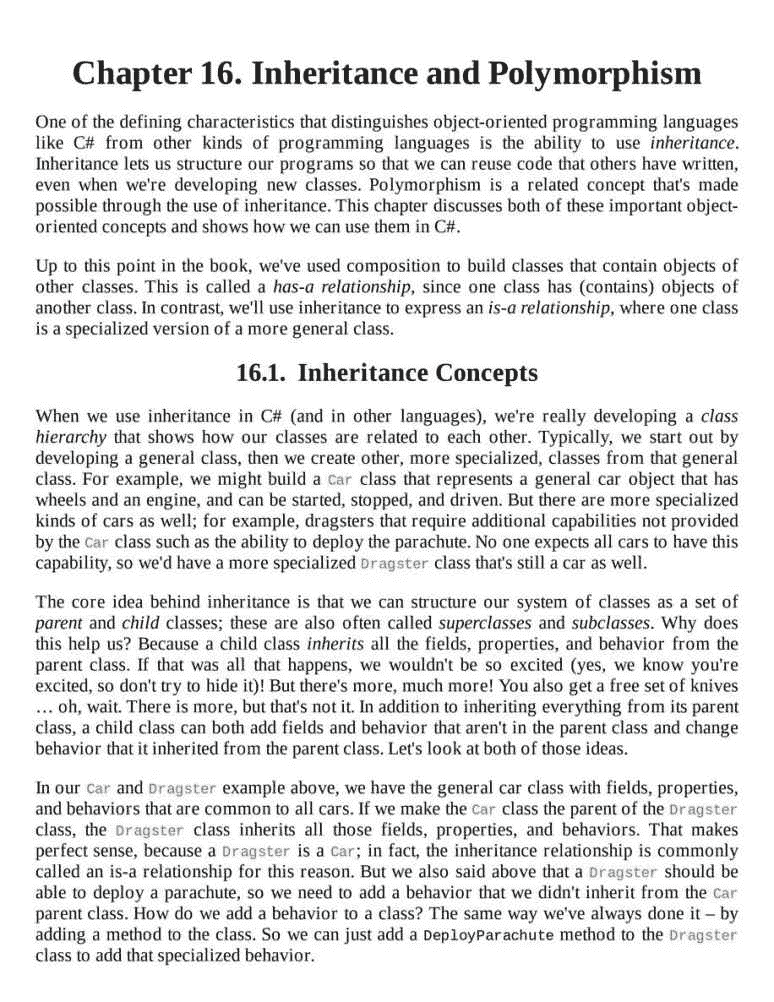 Chapter 16. Inheritance and Polymorphism
One of the defining characteristics that distinguishes object-oriented programming languages
like C# from other kinds of programming languages is the ability to use inheritance.
Inheritance lets us structure our programs so that we can reuse code that others have written,
even when we're developing new classes. Polymorphism is a related concept that's made
possible through the use of inheritance. This chapter discusses both of these important object-
oriented concepts and shows how we can use them in C#.
Up to this point in the book, we've used composition to build classes that contain objects of
other classes. This is called a has-a relationship, since one class has (contains) objects of
another class. In contrast, we'll use inheritance to express an is-a relationship, where one class
is a specialized version of a more general class.
16.1. Inheritance Concepts
When we use inheritance in C# (and in other languages), we're really developing a class
hierarchy that shows how our classes are related to each other. Typically, we start out by
developing a general class, then we create other, more specialized, classes from that general
class. For example, we might build a Car class that represents a general car object that has
wheels and an engine, and can be started, stopped, and driven. But there are more specialized
kinds of cars as well; for example, dragsters that require additional capabilities not provided
by the Car class such as the ability to deploy the parachute. No one expects all cars to have this
capability, so we'd have a more specialized Dragster class that's still a car as well.
The core idea behind inheritance is that we can structure our system of classes as a set of
parent and child classes; these are also often called superclasses and subclasses. Why does
this help us? Because a child class inherits all the fields, properties, and behavior from the
parent class. If that was all that happens, we wouldn't be so excited (yes, we know you're
excited, so don't try to hide it)! But there's more, much more! You also get a free set of knives
… oh, wait. There is more, but that's not it. In addition to inheriting everything from its parent
class, a child class can both add fields and behavior that aren't in the parent class and change
behavior that it inherited from the parent class. Let's look at both of those ideas.
In our Car and Dragster example above, we have the general car class with fields, properties,
and behaviors that are common to all cars. If we make the Car class the parent of the Dragster
class, the Dragster class inherits all those fields, properties, and behaviors. That makes
perfect sense, because a Dragster is a Car; in fact, the inheritance relationship is commonly
called an is-a relationship for this reason. But we also said above that a Dragster should be
able to deploy a parachute, so we need to add a behavior that we didn't inherit from the Car
parent class. How do we add a behavior to a class? The same way we've always done it – by
adding a method to the class. So we can just add a DeployParachute method to the Dragster
class to add that specialized behavior.